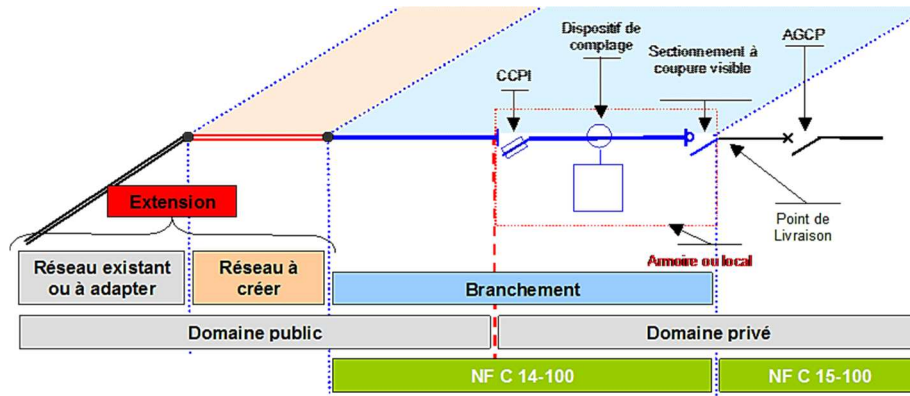 Dispositif de
complage
Sectionnement à
coupure visible
AGCP
CCPI
Extension
Point de
Livraison
Armoire ou local
Réseau existant
ou à adapter
Réseau à
créer
Branchement
Domaine public
Domaine privé
NF C 14-100
NF C 15-100